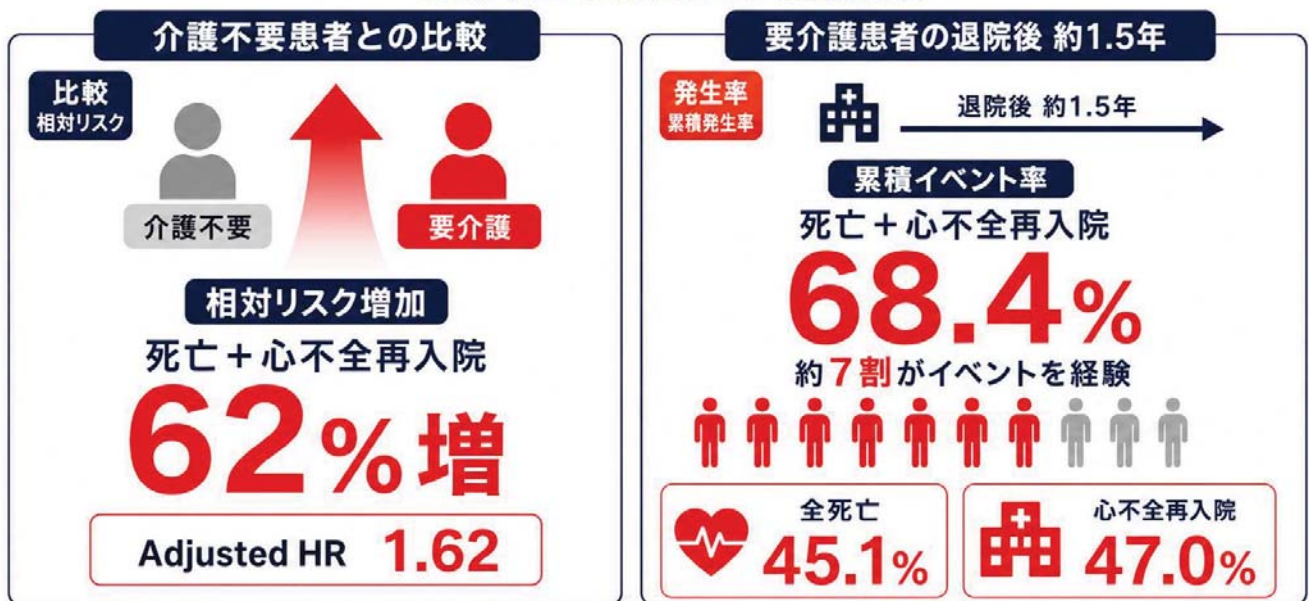 介護不要患者との比較
比較
相対リスク
介護不要
要介護
相対リスク増加
死亡＋心不全再入院
62%増
Adjusted HR 1.62
要介護患者の退院後 約1.5年
発生率
累積発生率
退院後 約1.5年
累積イベント率
死亡＋心不全再入院
68.4%
約7割がイベントを経験
全死亡
45.1%
心不全再入院
47.0%